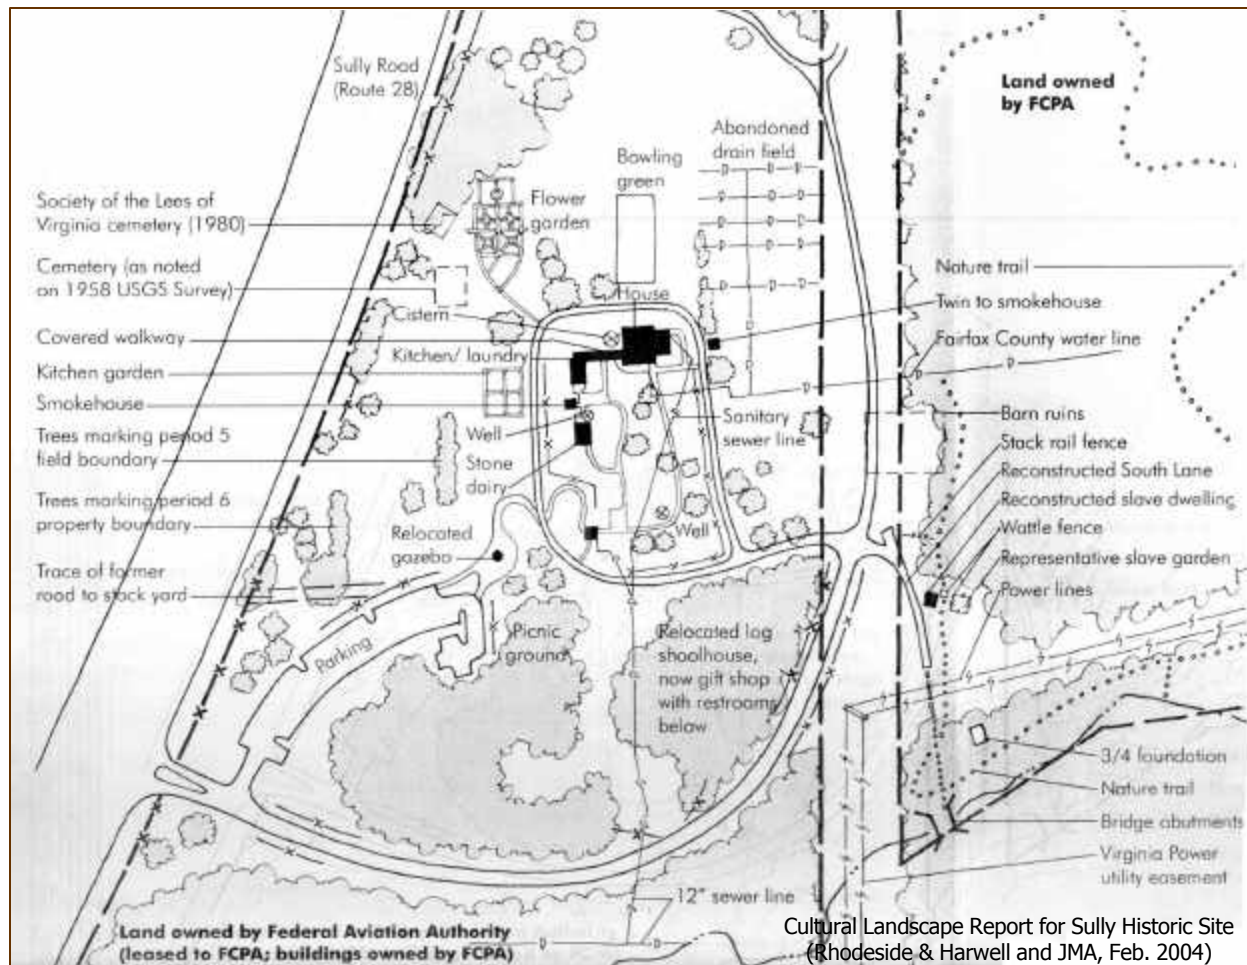 Sully Road
(Route 28)
Land owned
by FCPA
Abandoned
drain field
Bowling
green
Society of the Lees of
Virginia cemetery (1980)
Flower
garden
Cemetery (as noted
on 1958 USGS Survey)
Nature trail
House
Twin to smokehouse
Cistern
Covered walkway
Fairfax County water line
Kitchen/ laundry
Kitchen garden
Smokehouse
Sanitary
sewer line
Barn ruins
Trees marking period 5
field boundary
Well
Stone
dairy
Stack rail fence
Reconstructed South Lane
Trees marking period 6
property boundary
Reconstructed slave dwelling
Relocated
gazebo
Well
Wattle fence
Representative slave garden
Trace of former
road to stock yard
Power lines
Parking
Picnic
ground
Relocated log
shoolhouse,
now gift shop
with restrooms
below
3/4 foundation
Nature trail
Bridge abutments
Virginia Power
utility easement
12" sewer line
Land owned by Federal Aviation Authority
(leased to FCPA; buildings owned by FCPA)
Cultural Landscape Report for Sully Historic Site
(Rhodeside & Harwell and JMA, Feb. 2004)